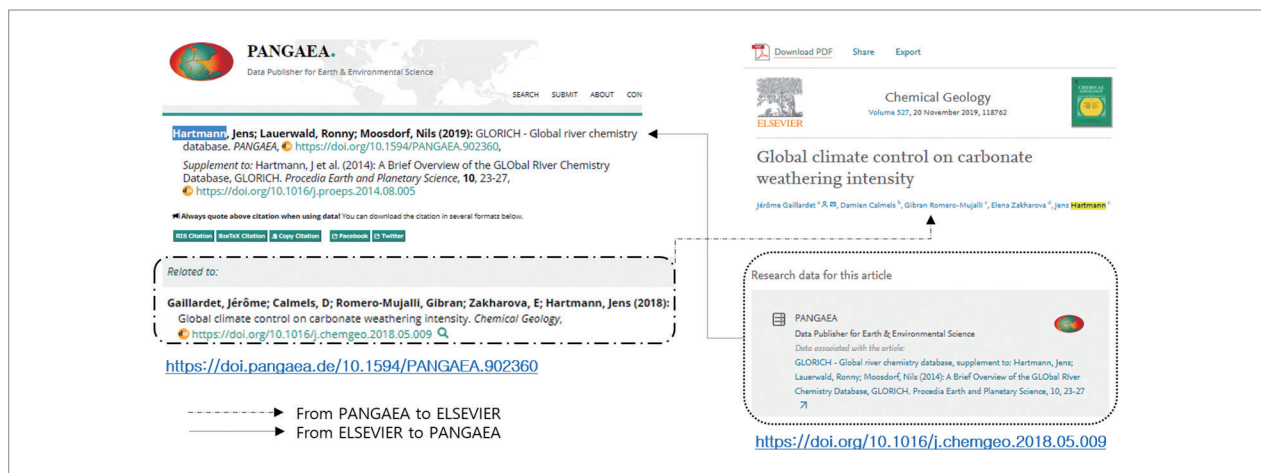 PANGAEA.
Data Publisher for Earth & Environmental Science
SEARCH SUBMIT ABOUT CON
Hartmann, Jens; Lauerwald, Ronny; Moosdorf, Nils (2019): GLORICH - Global river chemistry
database. PANGAEA, https://doi.org/10.1594/PANGAEA.902360,
Supplement to: Hartmann, J et al. (2014): A Brief Overview of the GLObal RIver Chemistry
Database, GLORICH. Procedia Earth and Planetary Science, 10, 23-27,
https://doi.org/10.1016/j.proeps.2014.08.005
Always quote above citation when using data! You can download the citation in several formats below.
RIS Citation BibTeX Citation Copy Citation Facebook Twitter
Related to:
Gaillardet, Jérôme; Calmels, D; Romero-Mujalli, Gibran; Zakharova, E; Hartmann, Jens (2018):
Global climate control on carbonate weathering intensity. Chemical Geology,
https://doi.org/10.1016/j.chemgeo.2018.05.009
https://doi.pangaea.de/10.1594/PANGAEA.902360
From PANGAEA to ELSEVIER
From ELSEVIER to PANGAEA
PDF Download PDF Share Export
ELSEVIER
Chemical Geology
Volume 527, 20 November 2019, 118762
CHEMICAL
GEOLOGY
Global climate control on carbonate
weathering intensity
Jérôme Gaillardet a, Damien Calmels b, Gibran Romero-Mujalli c, Elena Zakharova d, Jens Hartmann c
Research data for this article
PANGAEA
Data Publisher for Earth & Environmental Science
Data associated with the article:
GLORICH - Global river chemistry database, supplement to: Hartmann, Jens;
Lauerwald, Ronny; Moosdorf, Nils (2014): A Brief Overview of the GLObal RIver
Chemistry Database, GLORICH. Procedia Earth and Planetary Science, 10, 23-27
https://doi.org/10.1016/j.chemgeo.2018.05.009